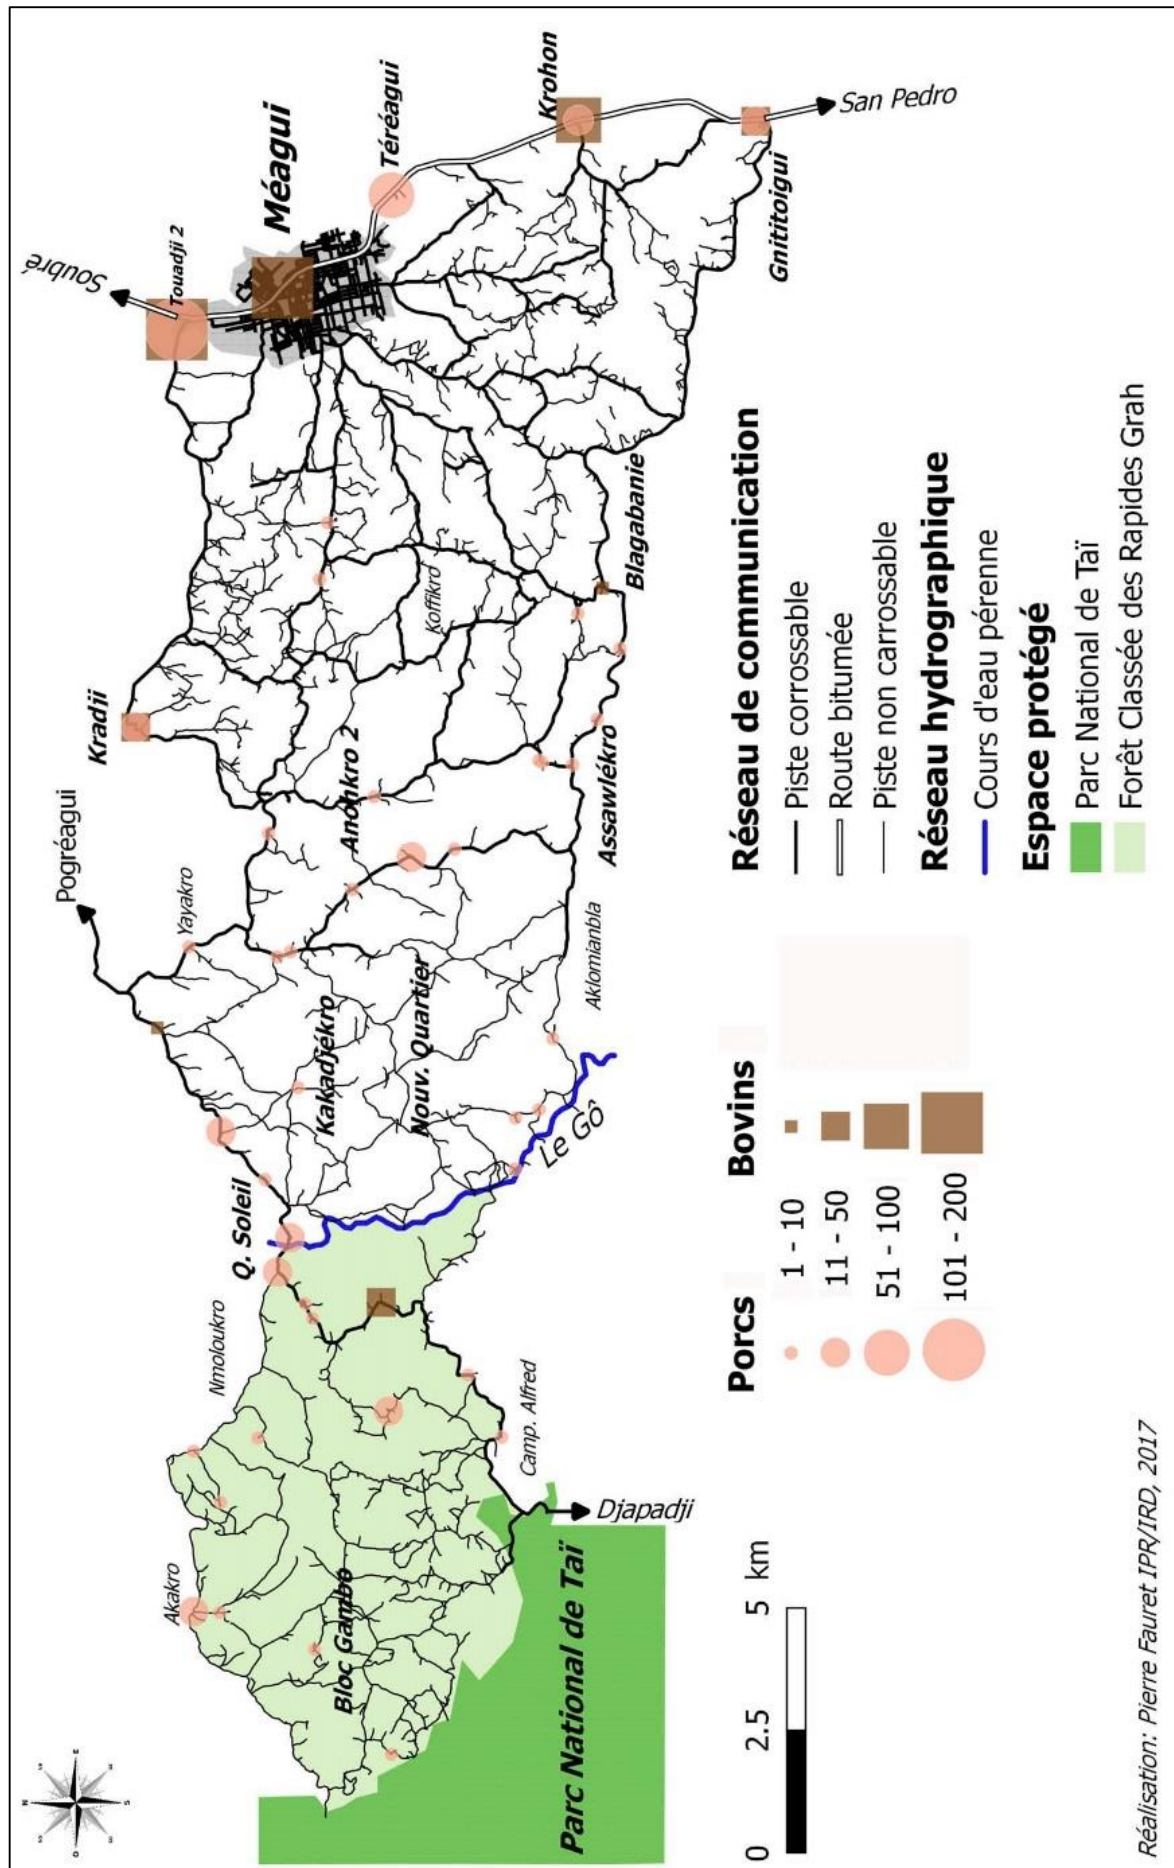 Soubré
Touadji 2
Méagui
Téréagui
Krohon
San Pedro
Gnititoigui
Kradji
Koffikro
Blagabanie
Pogréagui
Yayakro
Anohkro 2
Assawlékro
Kakadjékro
Nouv. Quartier
Aklomianbla
Q. Soleil
Le Gô
Nmoloukro
Camp. Alfred
Akakro
Bloc Gambo
Djapadji
Parc National de Taï
0 2.5 5 km
Porcs Bovins
1 - 10
11 - 50
51 - 100
101 - 200
Réseau de communication
Piste corrossable
Route bitumée
Piste non carrossable
Réseau hydrographique
Cours d'eau pérenne
Espace protégé
Parc National de Taï
Forêt Classée des Rapides Grah
Réalisation: Pierre Fauret IPR/IRD, 2017